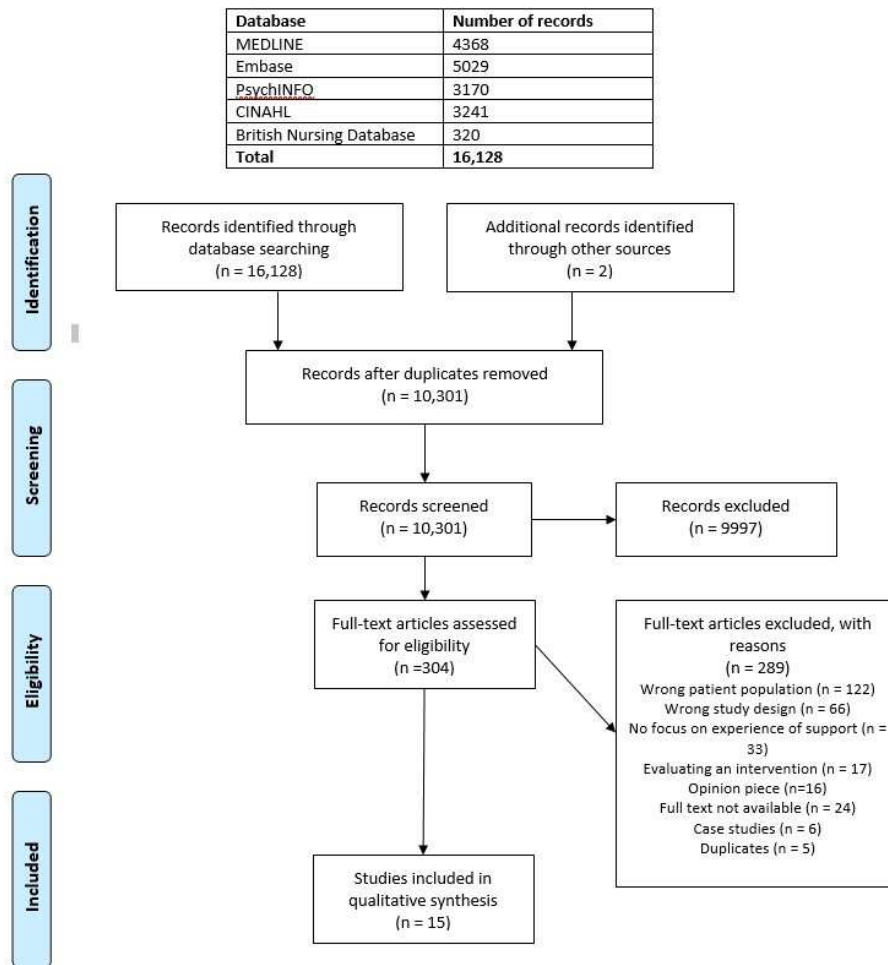 Database Number of records
MEDLINE 4368
Embase 5029
PsychINFO 3170
CINAHL 3241
British Nursing Database 320
Total 16,128
Identification
Records identified through
database searching
(n = 16,128)
Additional records identified
through other sources
(n = 2)
Records after duplicates removed
(n = 10,301)
Screening
Records screened
(n = 10,301)
Records excluded
(n = 9997)
Eligibility
Full-text articles assessed
for eligibility
(n =304)
Full-text articles excluded, with
reasons
(n = 289)
Wrong patient population (n = 122)
Wrong study design (n = 66)
No focus on experience of support (n =
33)
Evaluating an intervention (n = 17)
Opinion piece (n=16)
Full text not available (n = 24)
Case studies (n = 6)
Duplicates (n = 5)
Included
Studies included in
qualitative synthesis
(n = 15)